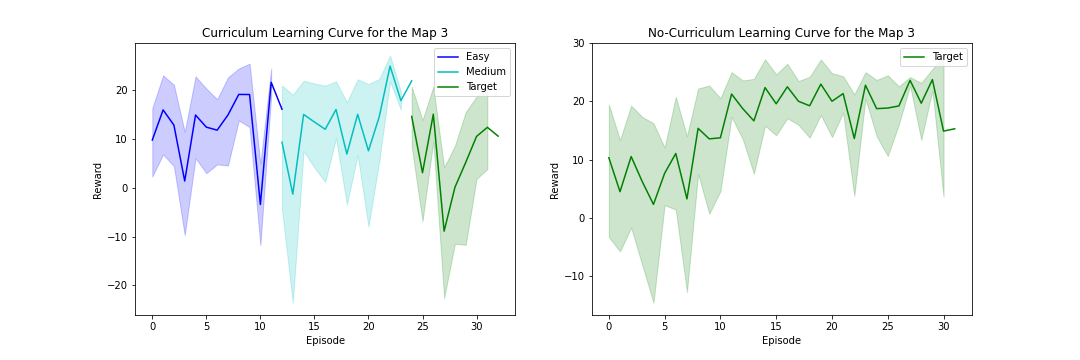 Curriculum Learning Curve for the Map 3
Easy
Medium
Target
20
10
0
−10
−20
Reward
0 5 10 15 20 25 30
Episode
No-Curriculum Learning Curve for the Map 3
Target
30
20
10
0
−10
Reward
0 5 10 15 20 25 30
Episode